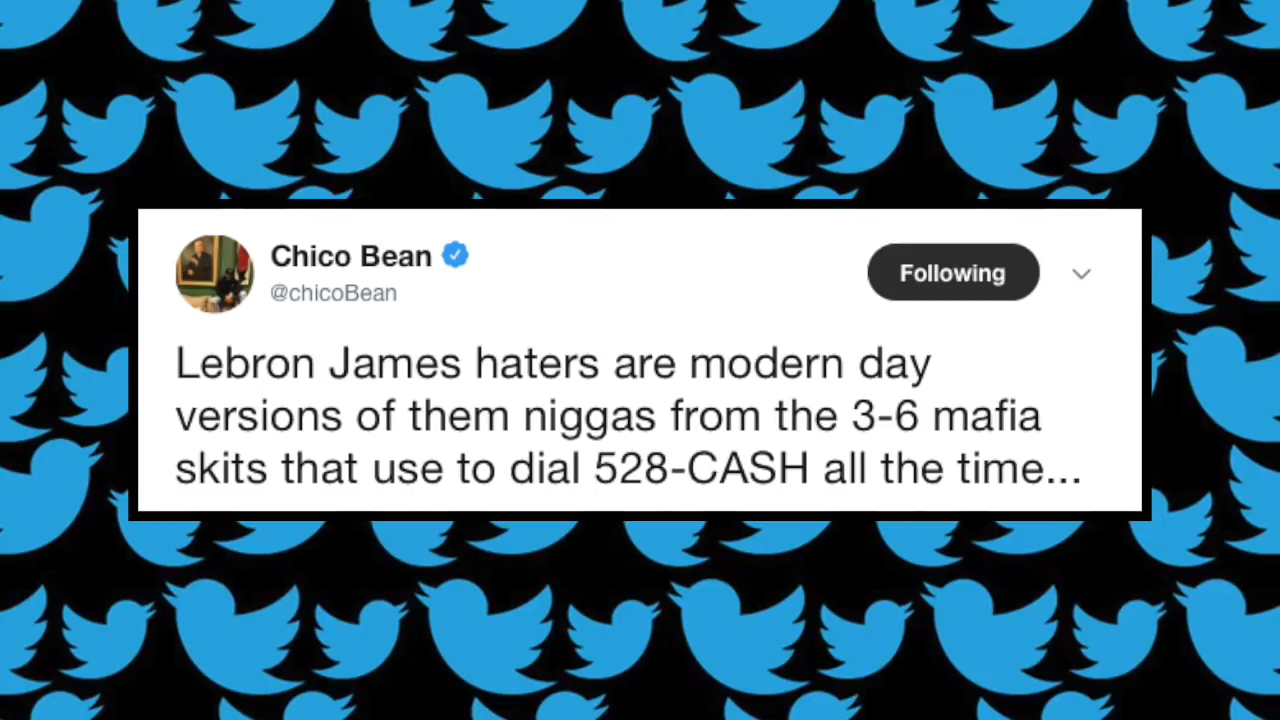 Chico Bean
@chicoBean
Following
Lebron James haters are modern day
versions of them niggas from the 3-6 mafia
skits that use to dial 528-CASH all the time...